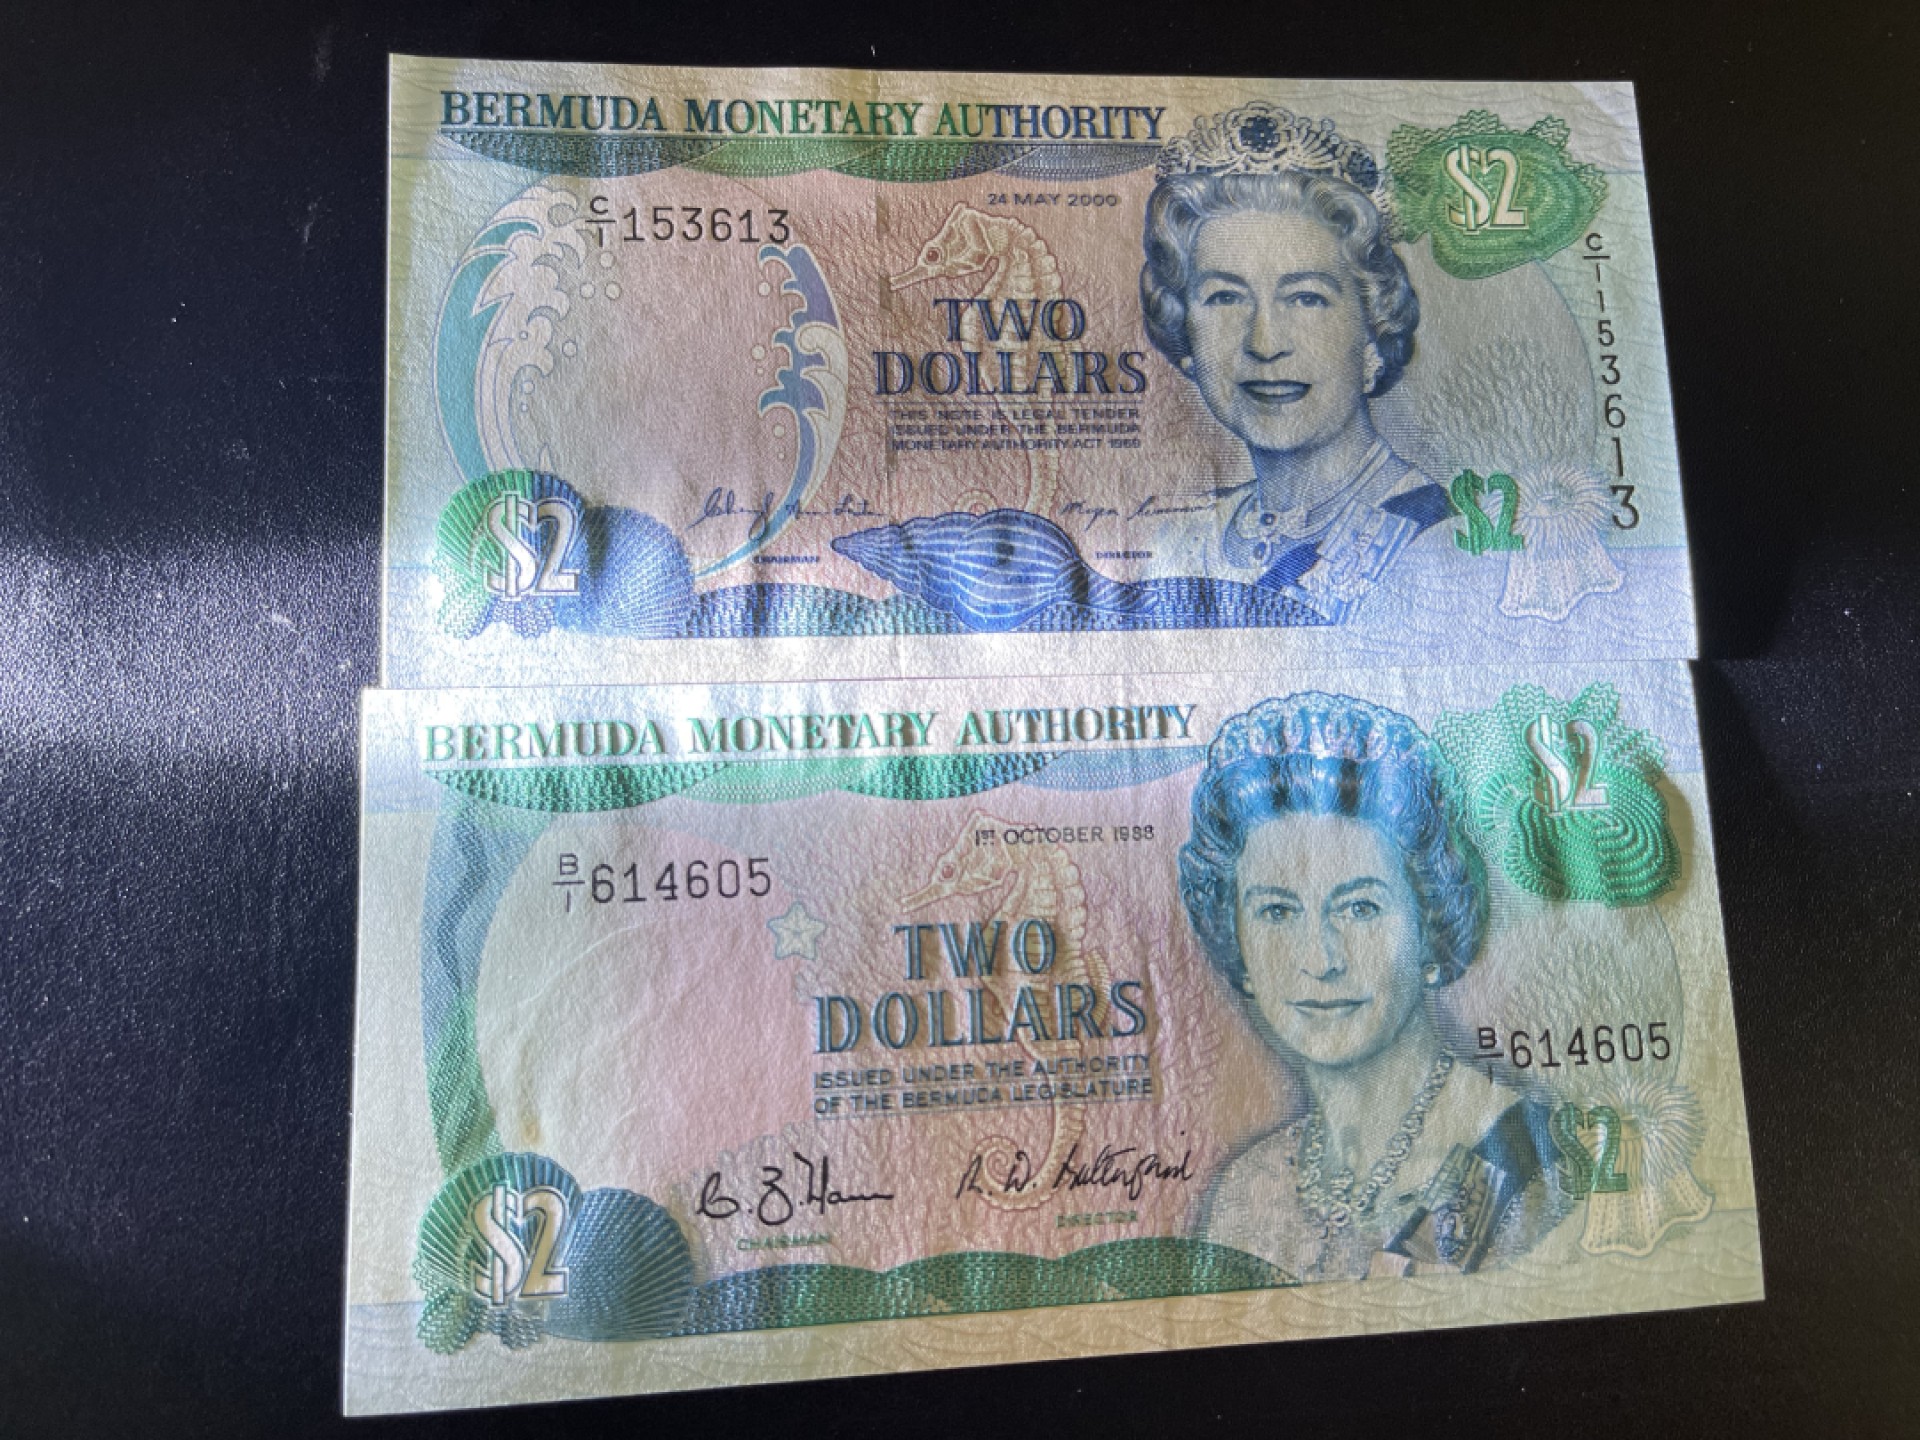 BERMUDA MONETARY AUTHORITY
$2
24 MAY 2000
C/1 153613
C/1 153613
TWO
DOLLARS
THIS NOTE IS LEGAL TENDER
ISSUED UNDER THE BERMUDA
MONETARY AUTHORITY ACT 1969
$2
$2
CHAIRMAN
DIRECTOR
BERMUDA MONETARY AUTHORITY
$2
1ST OCTOBER 1988
B/1 614605
TWO
DOLLARS
B/1 614605
ISSUED UNDER THE AUTHORITY
OF THE BERMUDA LEGISLATURE
$2
$2
CHAIRMAN
DIRECTOR